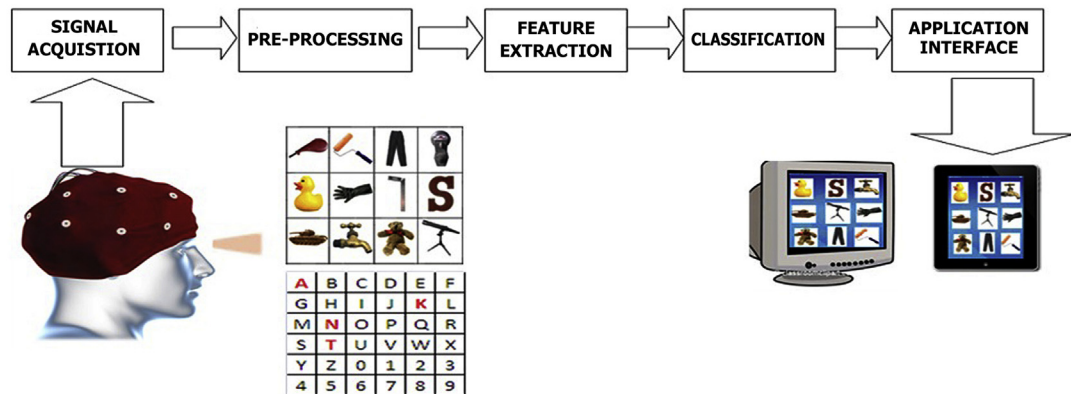 SIGNAL
ACQUISTION
PRE-PROCESSING
FEATURE
EXTRACTION
CLASSIFICATION
APPLICATION
INTERFACE
S
S
S
A B C D E F
G H I J K L
M N O P Q R
S T U V W X
Y Z 0 1 2 3
4 5 6 7 8 9